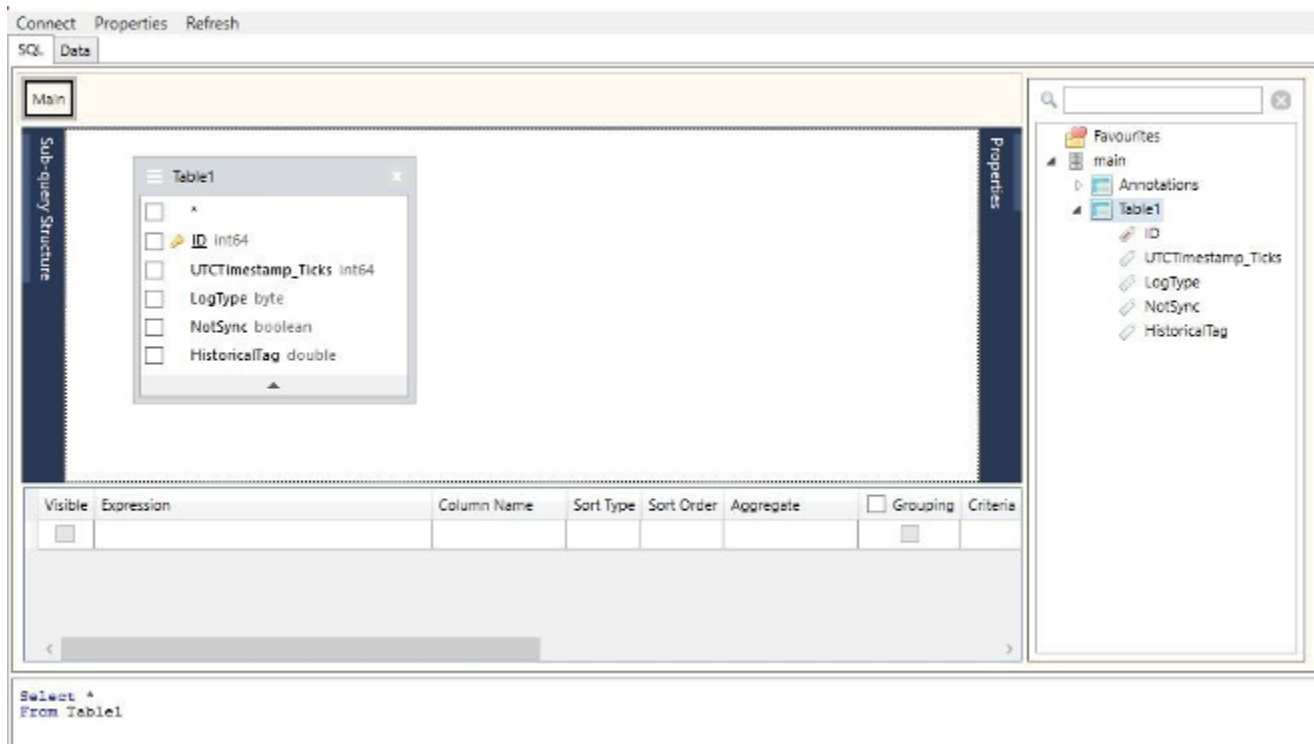 Connect Properties Refresh
SQL Data
Main
Sub-query Structure
Table1
*
ID int64
UTCTimestamp_Ticks int64
LogType byte
NotSync boolean
HistoricalTag double
Properties
Visible Expression Column Name Sort Type Sort Order Aggregate Grouping Criteria
Favourites
main
Annotations
Table1
ID
UTCTimestamp_Ticks
LogType
NotSync
HistoricalTag
Select *
From Table1